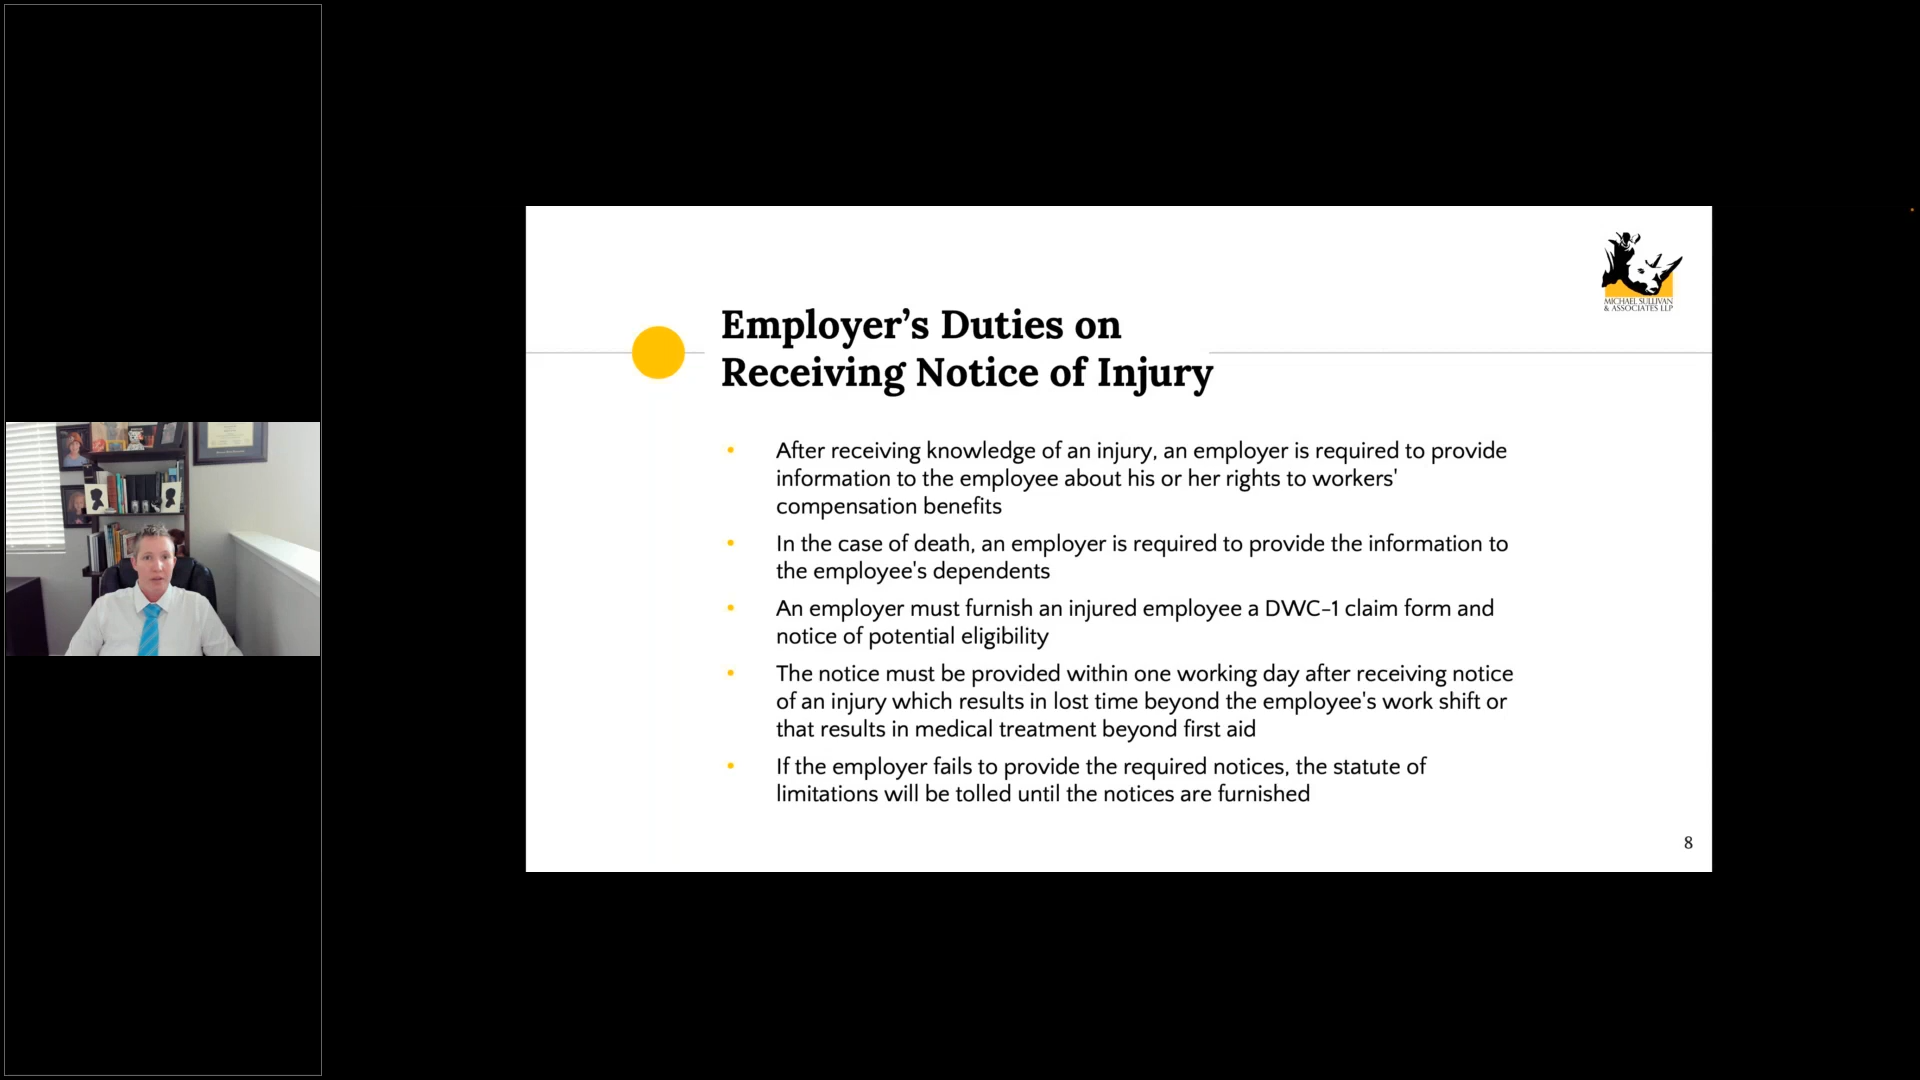 MICHAEL SULLIVAN
& ASSOCIATES LLP
Employer’s Duties on
Receiving Notice of Injury
• After receiving knowledge of an injury, an employer is required to provide
information to the employee about his or her rights to workers'
compensation benefits
• In the case of death, an employer is required to provide the information to
the employee's dependents
• An employer must furnish an injured employee a DWC-1 claim form and
notice of potential eligibility
• The notice must be provided within one working day after receiving notice
of an injury which results in lost time beyond the employee's work shift or
that results in medical treatment beyond first aid
• If the employer fails to provide the required notices, the statute of
limitations will be tolled until the notices are furnished
8